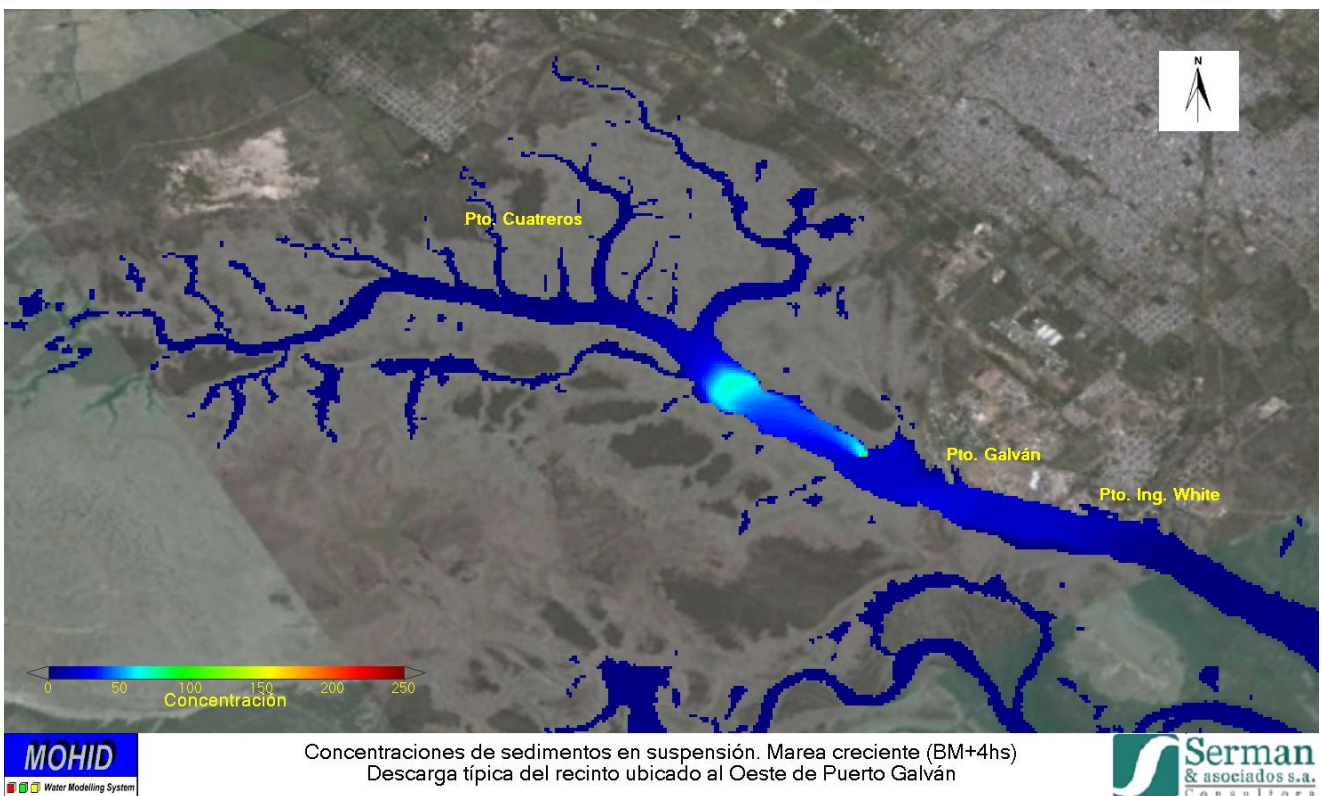 N
Pto. Cuatreros
Pto. Galván
Pto. Ing. White
0 50 100 150 200 250
Concentración
MOHID
Water Modelling System
Concentraciones de sedimentos en suspensión. Marea creciente (BM+4hs)
Descarga típica del recinto ubicado al Oeste de Puerto Galván
Serman
& asociados s.a.
Consultora